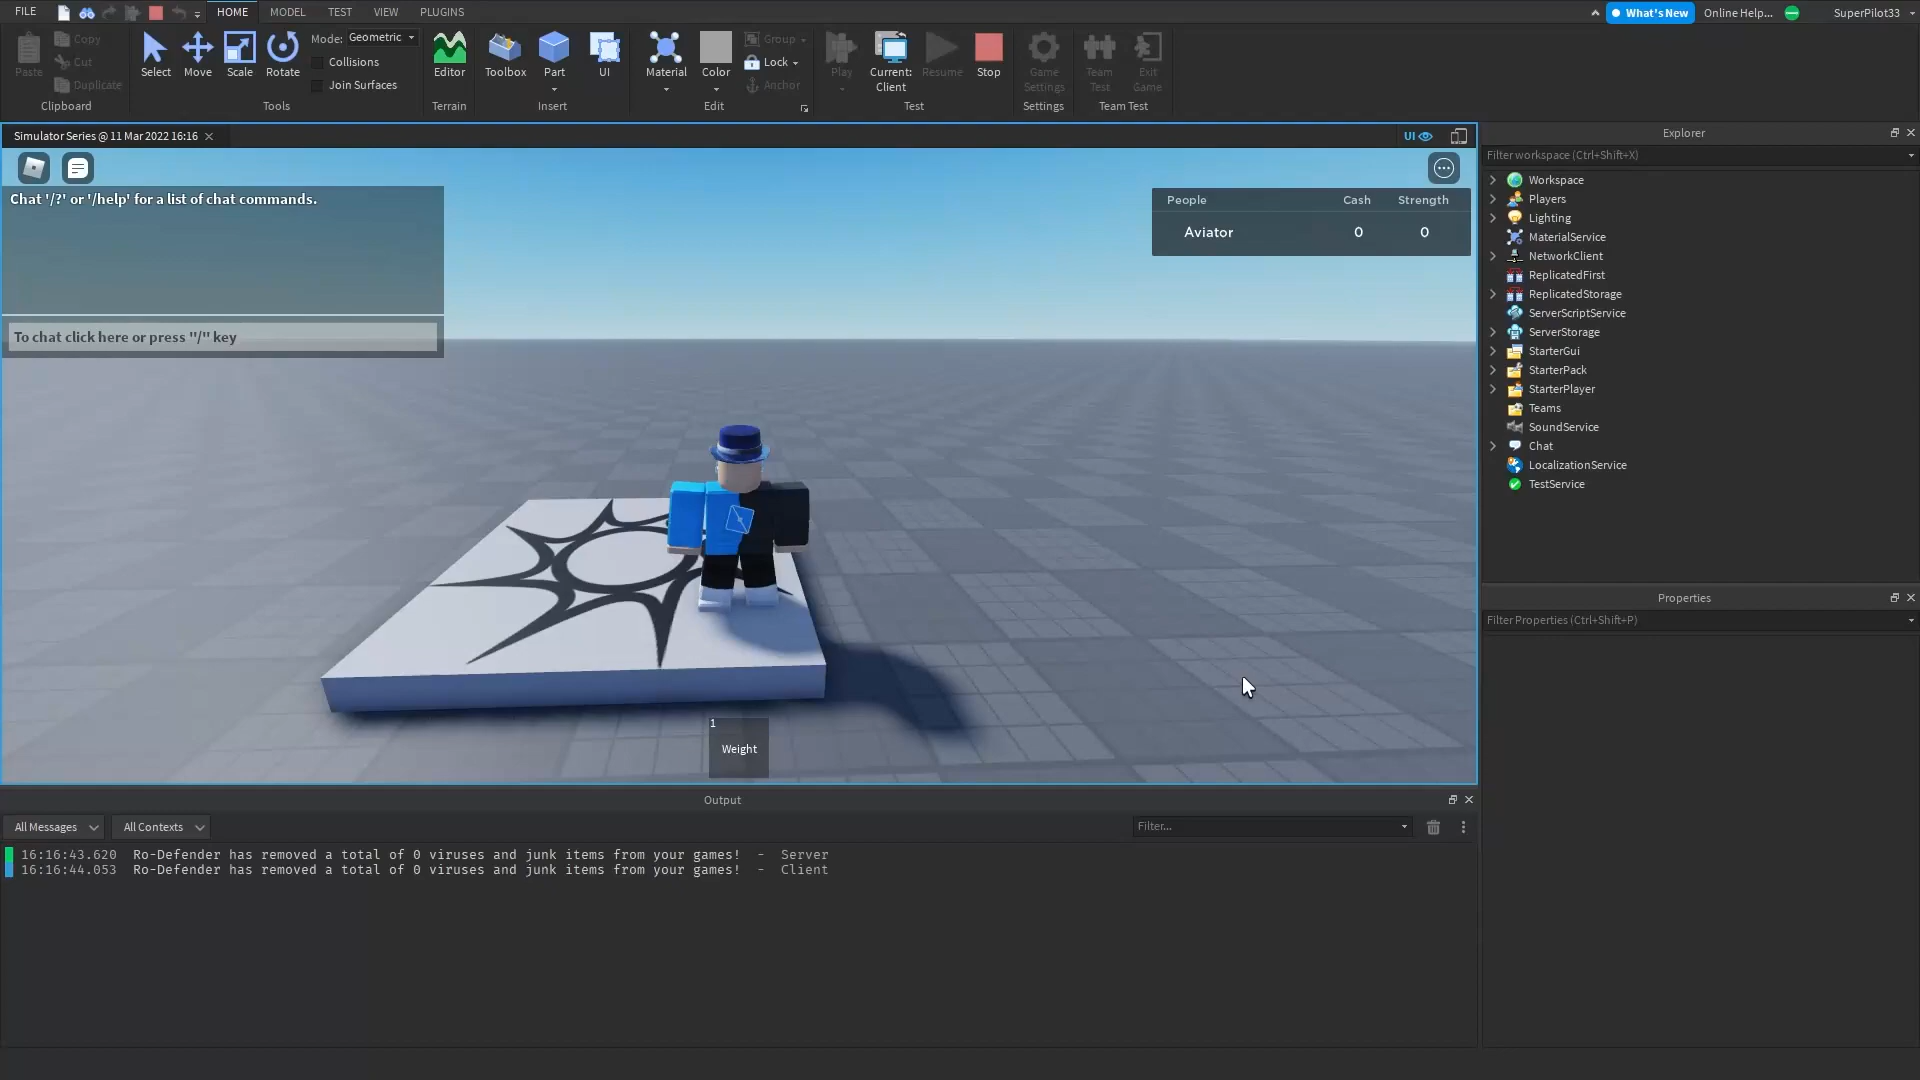 FILE
HOME
MODEL
TEST
VIEW
PLUGINS
What's New
Online Help...
SuperPilot33
Paste
Copy
Cut
Duplicate
Clipboard
Select
Move
Scale
Rotate
Mode: Geometric
Collisions
Join Surfaces
Tools
Editor
Terrain
Toolbox
Part
UI
Insert
Material
Color
Group
Lock
Anchor
Edit
Play
Current:
Client
Resume
Stop
Test
Game
Settings
Settings
Team
Test
Exit
Game
Team Test
Simulator Series @ 11 Mar 2022 16:16
UI
Chat '/?' or '/help' for a list of chat commands.
To chat click here or press "/" key
People Cash Strength
Aviator 0 0
1
Weight
Explorer
Filter workspace (Ctrl+Shift+X)
Workspace
Players
Lighting
MaterialService
NetworkClient
ReplicatedFirst
ReplicatedStorage
ServerScriptService
ServerStorage
StarterGui
StarterPack
StarterPlayer
Teams
SoundService
Chat
LocalizationService
TestService
Properties
Filter Properties (Ctrl+Shift+P)
Output
All Messages
All Contexts
Filter...
16:16:43.620 Ro-Defender has removed a total of 0 viruses and junk items from your games! - Server
16:16:44.053 Ro-Defender has removed a total of 0 viruses and junk items from your games! - Client